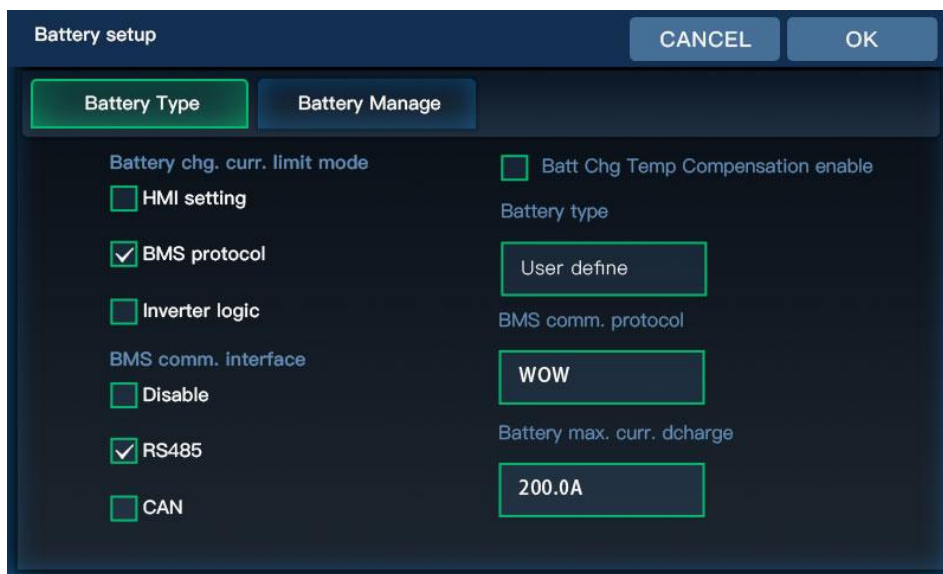 Battery setup
CANCEL
OK
Battery Type
Battery Manage
Battery chg. curr. limit mode
HMI setting
BMS protocol
Inverter logic
BMS comm. interface
Disable
RS485
CAN
Batt Chg Temp Compensation enable
Battery type
User define
BMS comm. protocol
WOW
Battery max. curr. dcharge
200.0A